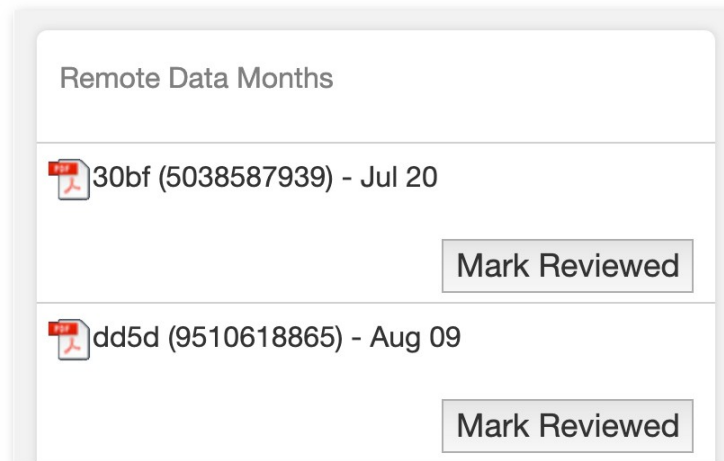 Remote Data Months
PDF
30bf (5038587939) - Jul 20
Mark Reviewed
PDF
dd5d (9510618865) - Aug 09
Mark Reviewed